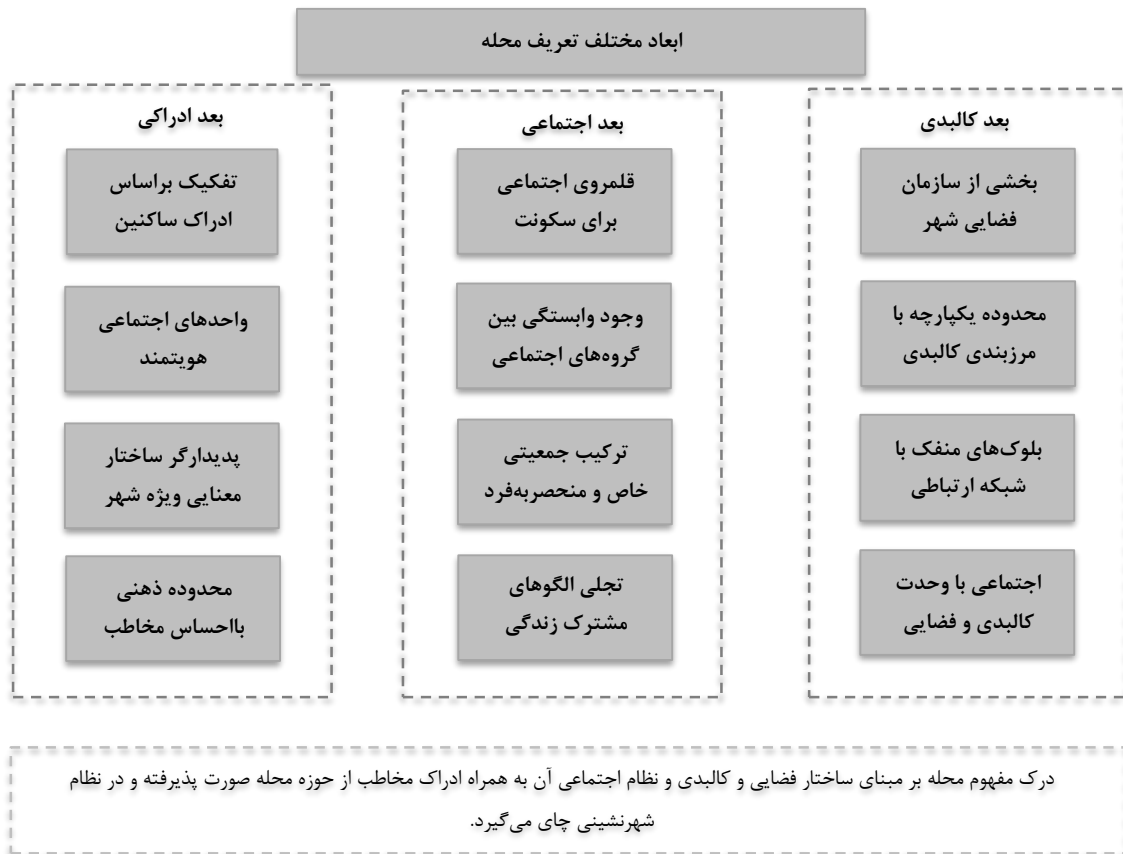 ابعاد مختلف تعریف محله
بعد کالبدی
بخشی از سازمان
فضایی شهر
محدوده یکپارچه با
مرزبندی کالبدی
بلوک‌های منفک با
شبکه ارتباطی
اجتماعی با وحدت
کالبدی و فضایی
بعد اجتماعی
قلمروی اجتماعی
برای سکونت
وجود وابستگی بین
گروه‌های اجتماعی
ترکیب جمعیتی
خاص و منحصربه‌فرد
تجلی الگوهای
مشترک زندگی
بعد ادراکی
تفکیک براساس
ادراک ساکنین
واحدهای اجتماعی
هویتمند
پدیدارگر ساختار
معنایی ویژه شهر
محدوده ذهنی
بااحساس مخاطب
درک مفهوم محله بر مبنای ساختار فضایی و کالبدی و نظام اجتماعی آن به همراه ادراک مخاطب از حوزه محله صورت پذیرفته و در نظام
شهرنشینی چای می‌گیرد.